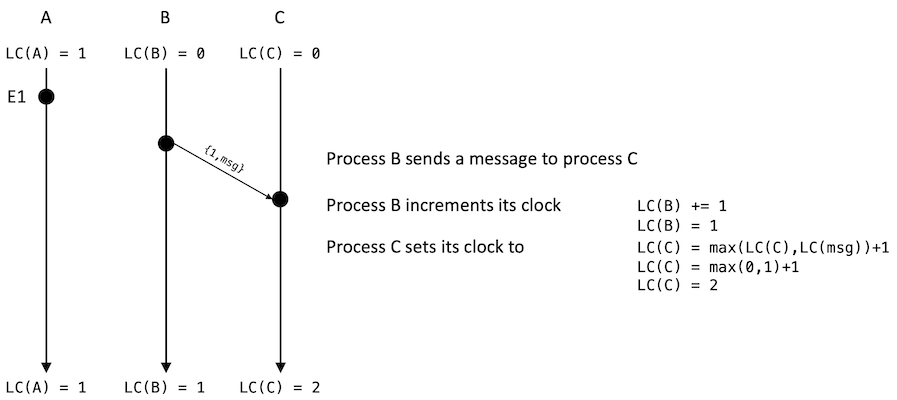 A B C
LC(A) = 1 LC(B) = 0 LC(C) = 0
E1
{1,msg}
Process B sends a message to process C
Process B increments its clock LC(B) += 1
LC(B) = 1
Process C sets its clock to LC(C) = max(LC(C),LC(msg))+1
LC(C) = max(0,1)+1
LC(C) = 2
LC(A) = 1 LC(B) = 1 LC(C) = 2